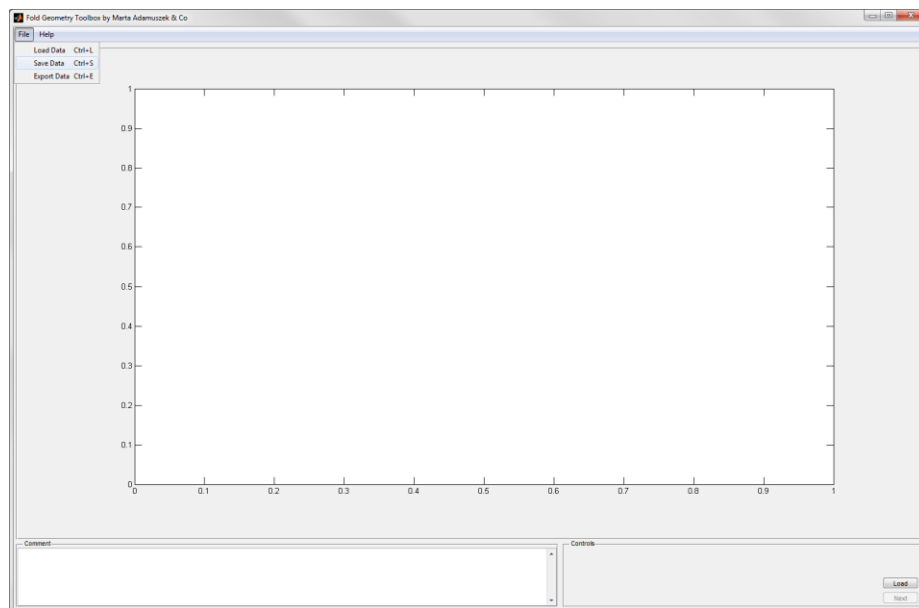 Fold Geometry Toolbox by Marta Adamuszek & Co
File Help
Load Data Ctrl+L
Save Data Ctrl+S
Export Data Ctrl+E
1
0.9
0.8
0.7
0.6
0.5
0.4
0.3
0.2
0.1
0
0 0.1 0.2 0.3 0.4 0.5 0.6 0.7 0.8 0.9 1
Comment Controls
Load
Next